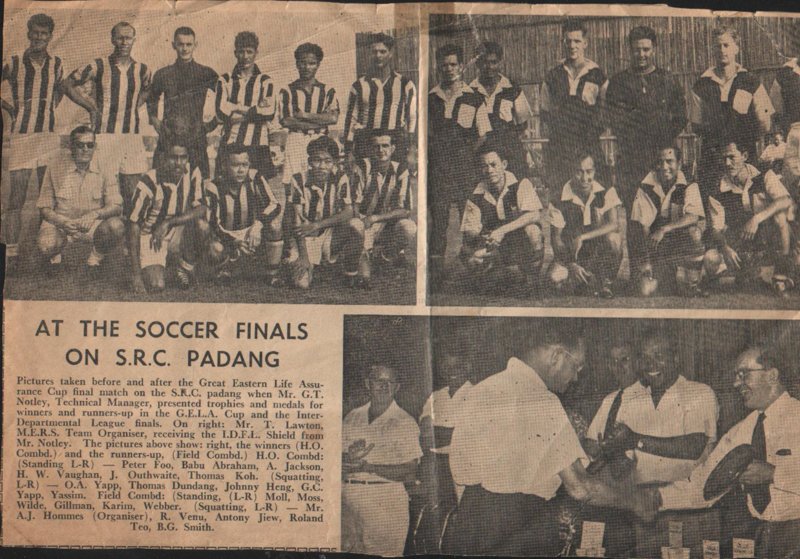 AT THE SOCCER FINALS
ON S.R.C. PADANG
Pictures taken before and after the Great Eastern Life Assu-
rance Cup final match on the S.R.C. padang when Mr. G.T.
Notley, Technical Manager, presented trophies and medals for
winners and runners-up in the G.E.L.A. Cup and the Inter-
Departmental League finals. On right: Mr. T. Lawton,
M.E.R.S. Team Organiser, receiving the I.D.F.L. Shield from
Mr. Notley. The pictures above show: right, the winners (H.O.
Combd.) and the runners-up, (Field Combd.) H.O. Combd:
(Standing L-R) — Peter Foo, Babu Abraham, A. Jackson,
H. W. Vaughan, J. Outhwaite, Thomas Koh. (Squatting,
L-R) — O.A. Yapp, Thomas Dundang, Johnny Heng, G.C.
Yapp, Yassim. Field Combd: (Standing, (L-R) Moll, Moss,
Wilde, Gillman, Karim, Webber. (Squatting, L-R) — Mr.
A.J. Hommes (Organiser), R. Venu, Antony Jiew, Roland
Teo, B.G. Smith.